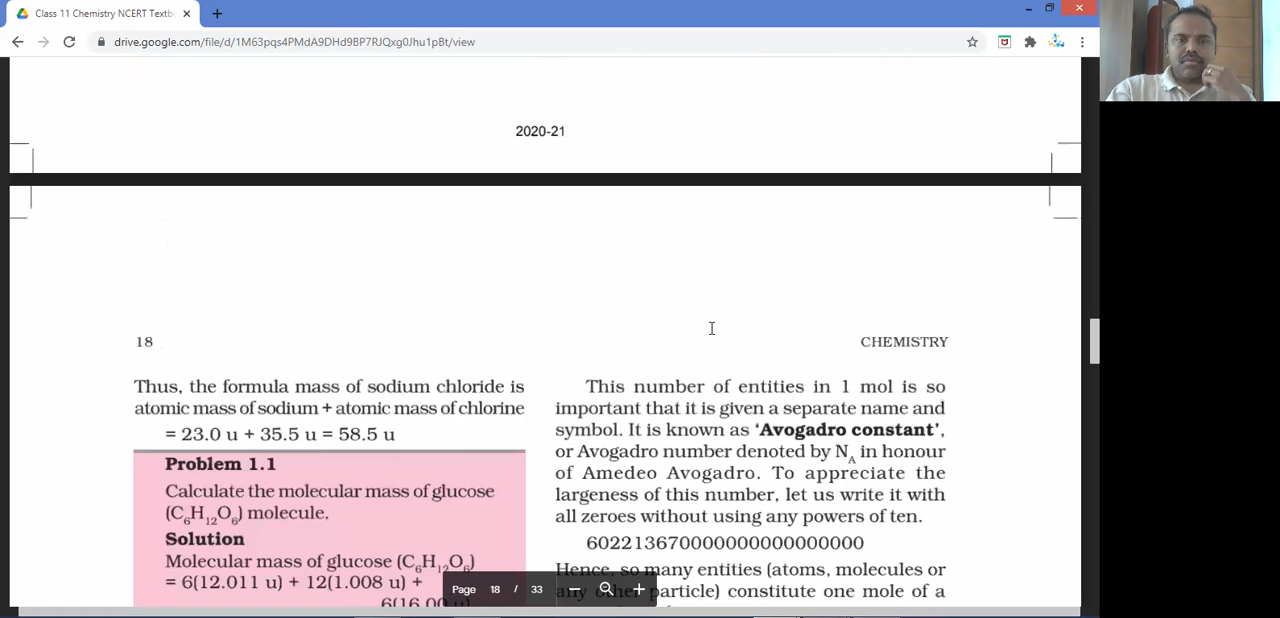 Class 11 Chemistry NCERT Textb
drive.google.com/file/d/1M63pqs4PMdA9DHd9BP7RJQxg0Jhu1pBt/view
2020-21
18
CHEMISTRY
Thus, the formula mass of sodium chloride is
atomic mass of sodium + atomic mass of chlorine
= 23.0 u + 35.5 u = 58.5 u
Problem 1.1
Calculate the molecular mass of glucose
(C₆H₁₂O₆) molecule.
Solution
Molecular mass of glucose (C₆H₁₂O₆)
= 6(12.011 u) + 12(1.008 u) +
6(16.00 u)
This number of entities in 1 mol is so
important that it is given a separate name and
symbol. It is known as ‘Avogadro constant’,
or Avogadro number denoted by N_A in honour
of Amedeo Avogadro. To appreciate the
largeness of this number, let us write it with
all zeroes without using any powers of ten.
602213670000000000000000
Hence, so many entities (atoms, molecules or
any other particle) constitute one mole of a
Page 18 / 33